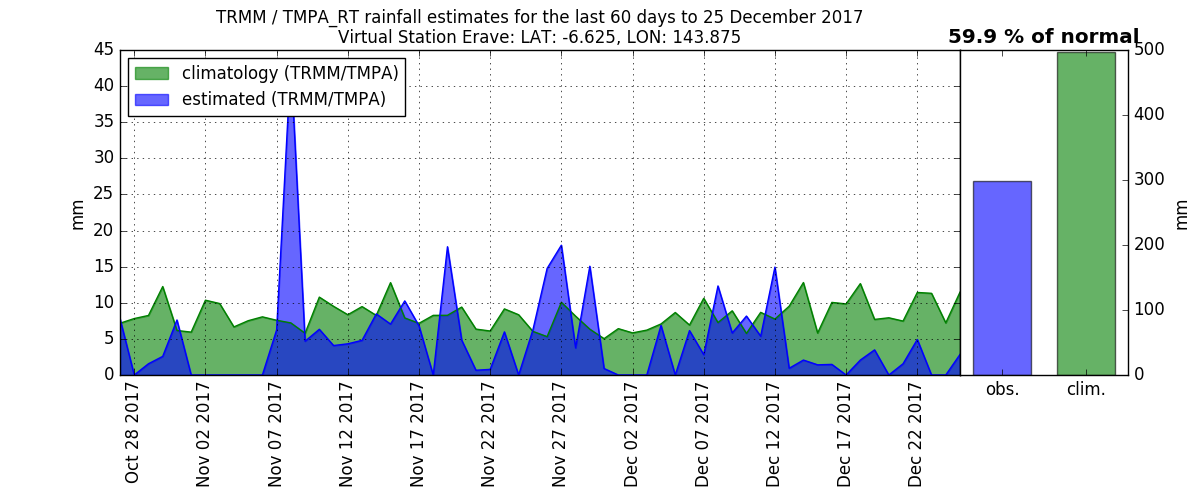 TRMM / TMPA_RT rainfall estimates for the last 60 days to 25 December 2017
Virtual Station Erave: LAT: -6.625, LON: 143.875
59.9 % of normal
climatology (TRMM/TMPA)
estimated (TRMM/TMPA)
mm
45
40
35
30
25
20
15
10
5
0
Oct 28 2017
Nov 02 2017
Nov 07 2017
Nov 12 2017
Nov 17 2017
Nov 22 2017
Nov 27 2017
Dec 02 2017
Dec 07 2017
Dec 12 2017
Dec 17 2017
Dec 22 2017
obs.
clim.
500
400
300
200
100
0
mm